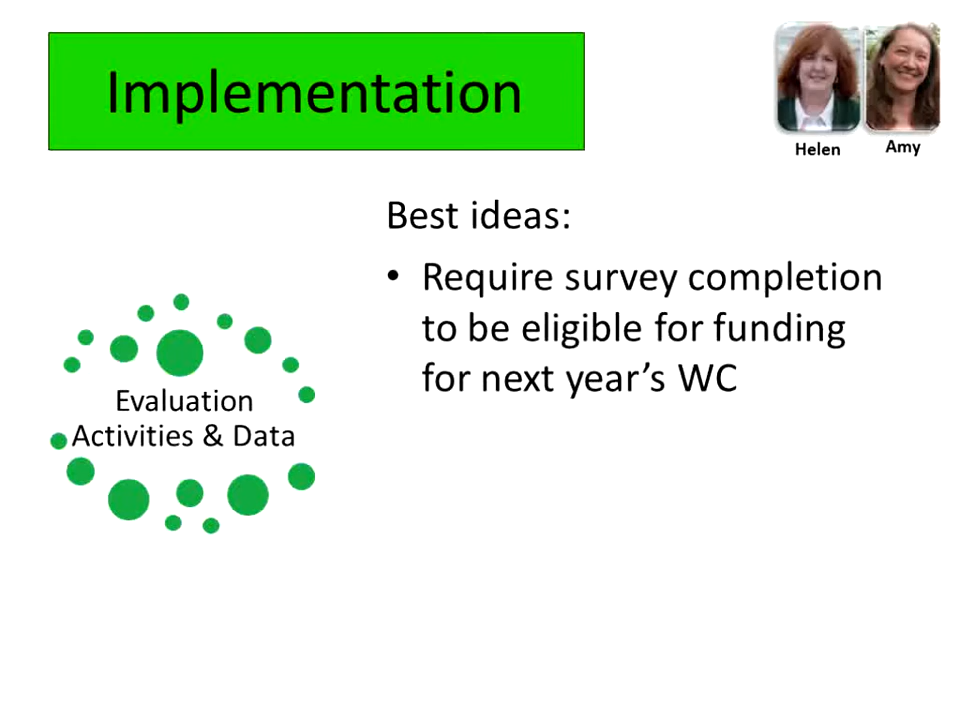 Implementation
Helen
Amy
Best ideas:
• Require survey completion
to be eligible for funding
for next year’s WC
Evaluation
Activities & Data